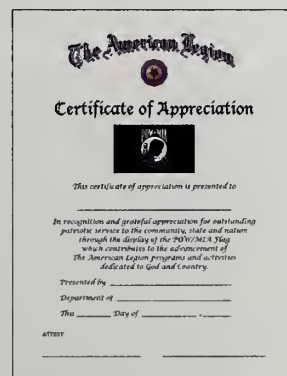 The American Legion
Certificate of Appreciation
POW-MIA
This certificate of appreciation is presented to
In recognition and grateful appreciation for outstanding
patriotic service to the community, state and nation
through the display of the POW/MIA Flag
which contributes to the advancement of
The American Legion programs and activities
dedicated to God and Country.
Presented by
Department of
This Day of ,
ATTEST